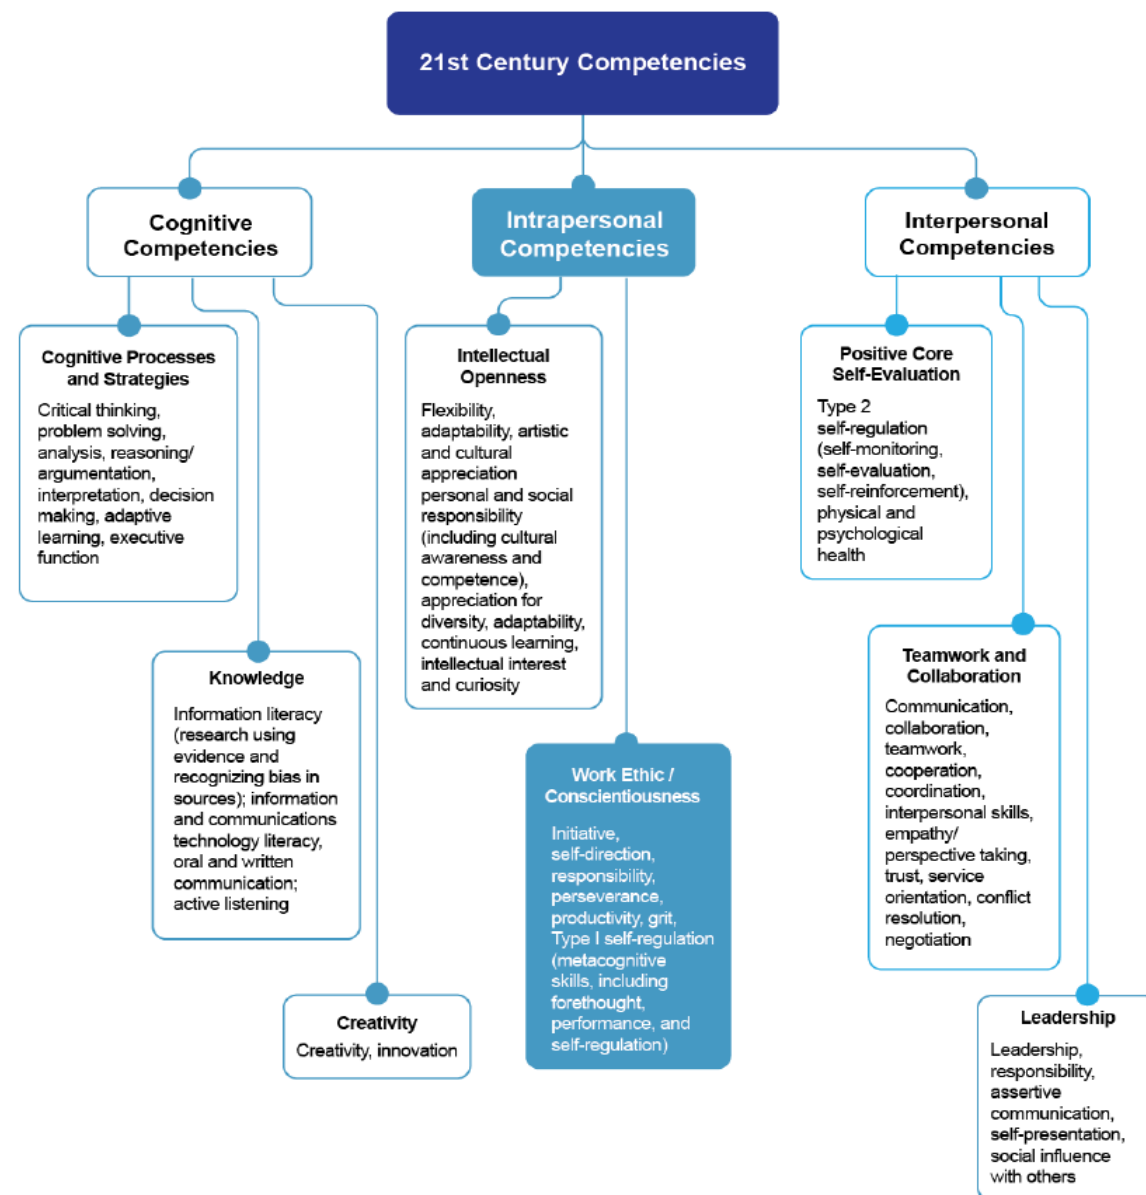 21st Century Competencies
Cognitive
Competencies
Intrapersonal
Competencies
Interpersonal
Competencies
Cognitive Processes
and Strategies
Critical thinking,
problem solving,
analysis, reasoning/
argumentation,
interpretation, decision
making, adaptive
learning, executive
function
Knowledge
Information literacy
(research using
evidence and
recognizing bias in
sources); information
and communications
technology literacy,
oral and written
communication;
active listening
Creativity
Creativity, innovation
Intellectual
Openness
Flexibility,
adaptability, artistic
and cultural
appreciation
personal and social
responsibility
(including cultural
awareness and
competence),
appreciation for
diversity, adaptability,
continuous learning,
intellectual interest
and curiosity
Work Ethic /
Conscientiousness
Initiative,
self-direction,
responsibility,
perseverance,
productivity, grit,
Type I self-regulation
(metacognitive
skills, including
forethought,
performance, and
self-regulation)
Positive Core
Self-Evaluation
Type 2
self-regulation
(self-monitoring,
self-evaluation,
self-reinforcement),
physical and
psychological
health
Teamwork and
Collaboration
Communication,
collaboration,
teamwork,
cooperation,
coordination,
interpersonal skills,
empathy/
perspective taking,
trust, service
orientation, conflict
resolution,
negotiation
Leadership
Leadership,
responsibility,
assertive
communication,
self-presentation,
social influence
with others